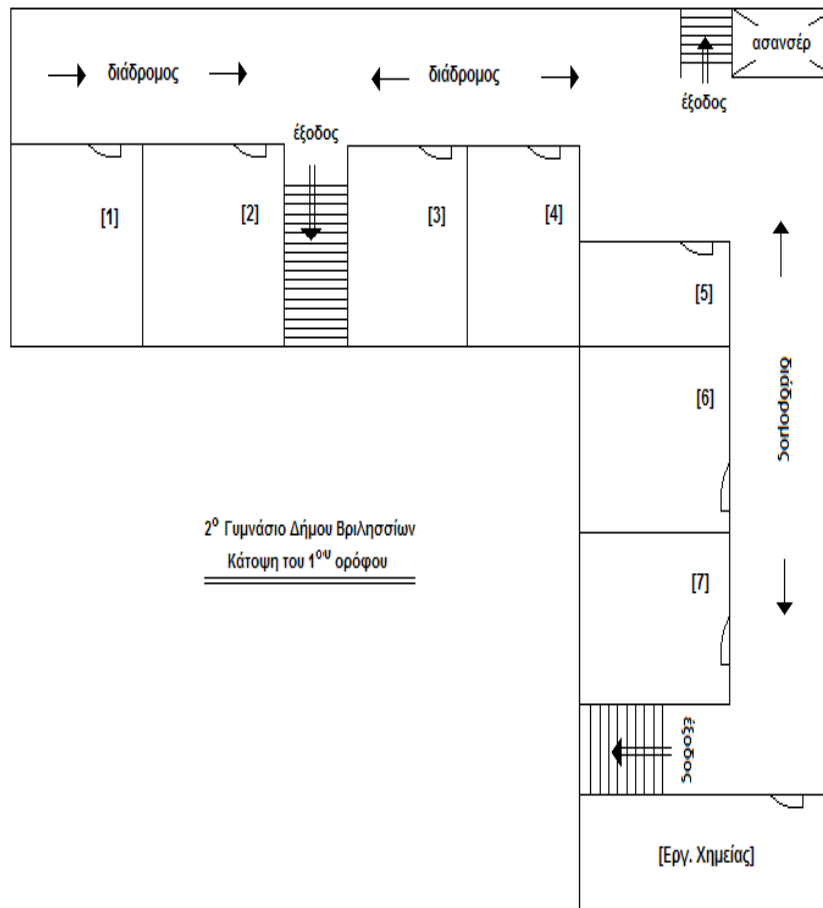 ασανσέρ
διάδρομος
διάδρομος
έξοδος
έξοδος
[1]
[2]
[3]
[4]
[5]
διάδρομος
[6]
2ο Γυμνάσιο Δήμου Βριλησσίων
Κάτοψη του 1ου ορόφου
[7]
έξοδος
[Εργ. Χημείας]